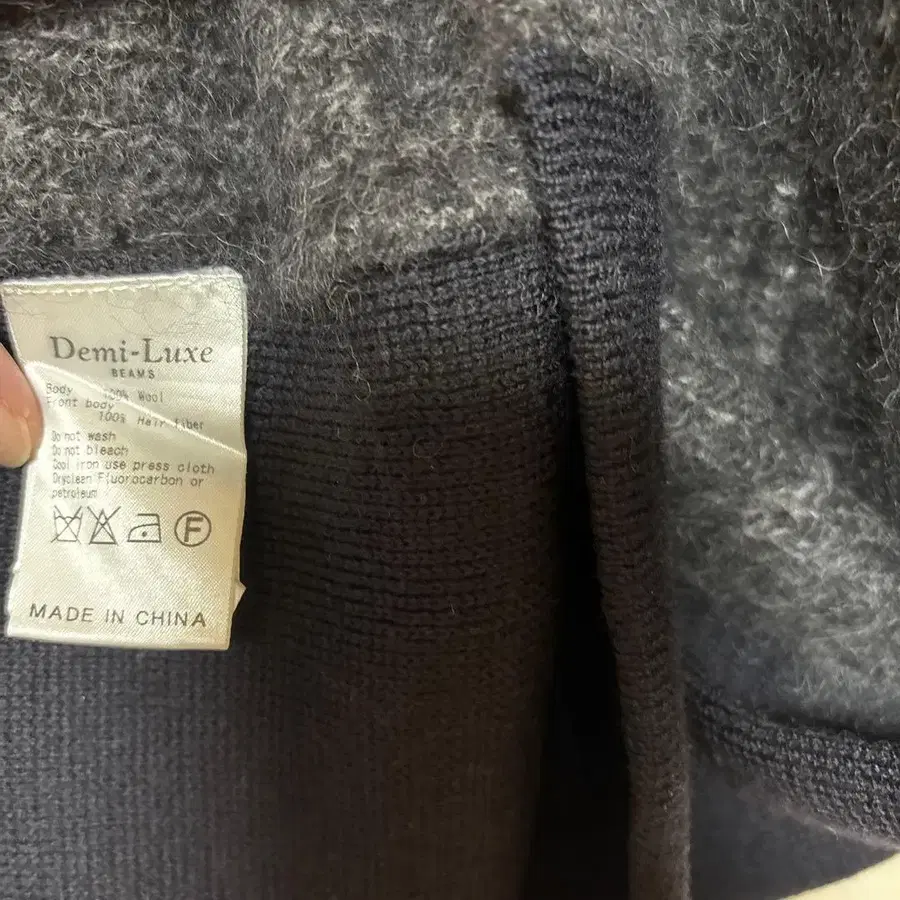 Demi-Luxe
BEAMS
Body 100% Wool
Front body
100% Hair fiber
Do not wash
Do not bleach
Cool iron use press cloth
Dryclean Fluorocarbon or
petroleum
F
MADE IN CHINA